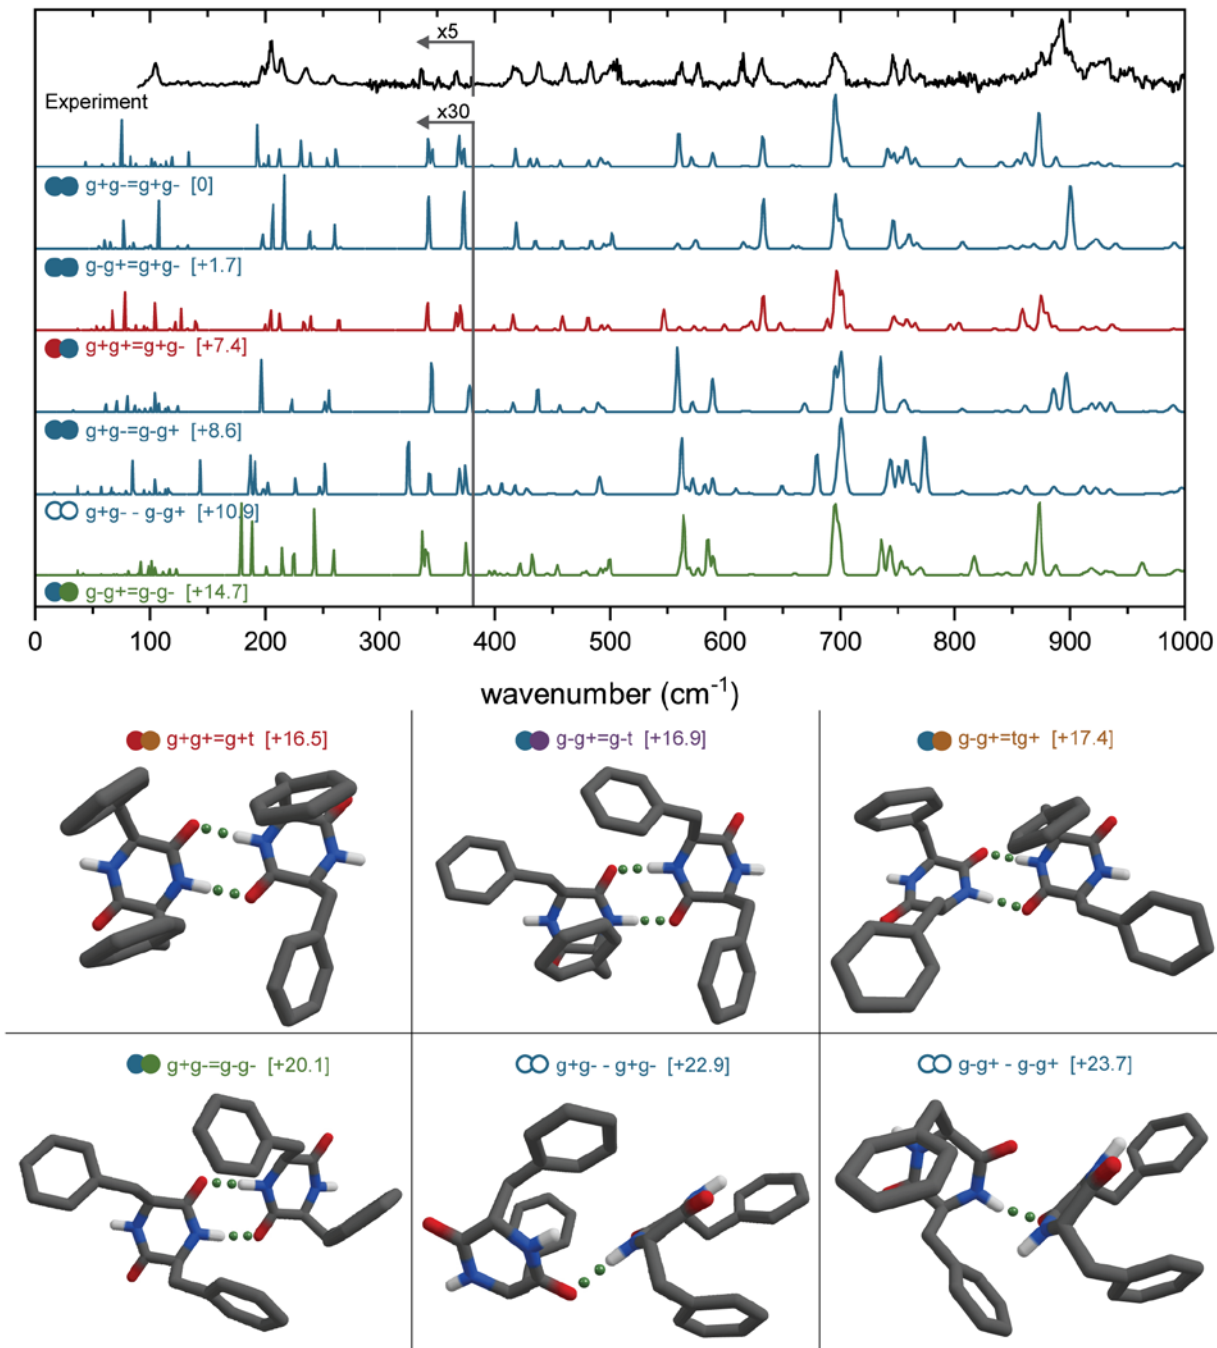 x5
Experiment
x30
g+g-=g+g- [0]
g-g+=g+g- [+1.7]
g+g+=g+g- [+7.4]
g+g-=g-g+ [+8.6]
g+g- - g-g+ [+10.9]
g-g+=g-g- [+14.7]
0 100 200 300 400 500 600 700 800 900 1000
wavenumber (cm⁻¹)
g+g+=g+t [+16.5] g-g+=g-t [+16.9] g-g+=tg+ [+17.4]
g+g-=g-g- [+20.1] g+g- - g+g- [+22.9] g-g+ - g-g+ [+23.7]